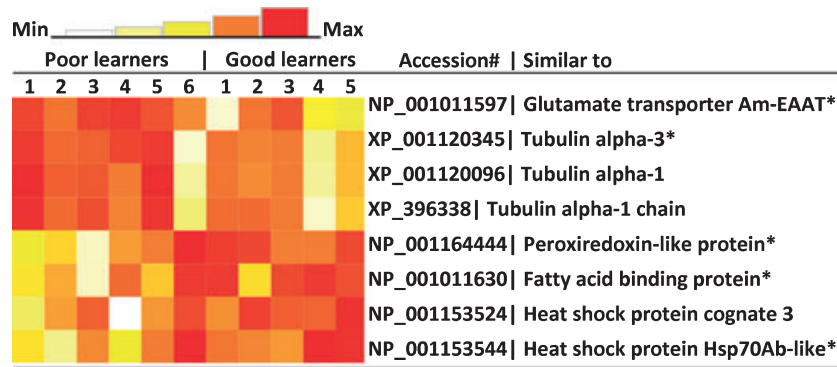 Min Max
Poor learners | Good learners Accession# | Similar to
1 2 3 4 5 6 1 2 3 4 5
NP_001011597| Glutamate transporter Am-EAAT*
XP_001120345| Tubulin alpha-3*
XP_001120096| Tubulin alpha-1
XP_396338| Tubulin alpha-1 chain
NP_001164444| Peroxiredoxin-like protein*
NP_001011630| Fatty acid binding protein*
NP_001153524| Heat shock protein cognate 3
NP_001153544| Heat shock protein Hsp70Ab-like*